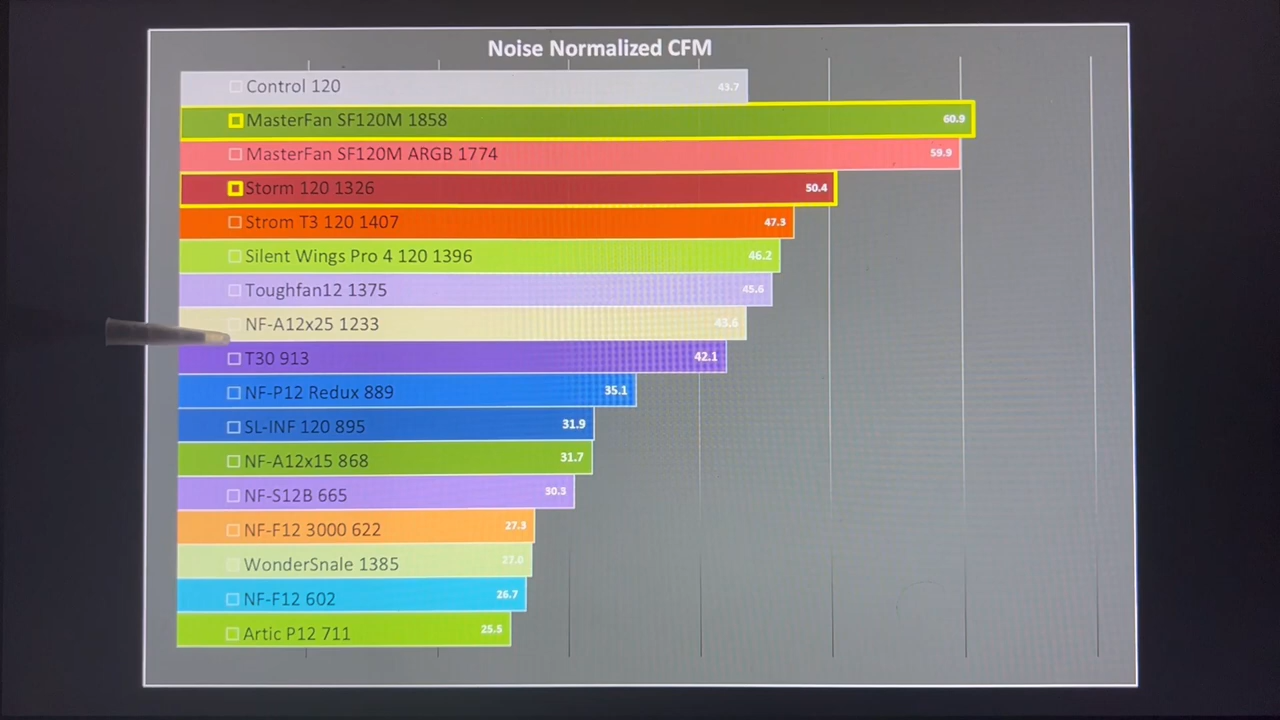 Noise Normalized CFM
Control 120 43.7
MasterFan SF120M 1858 60.9
MasterFan SF120M ARGB 1774 59.9
Storm 120 1326 50.4
Strom T3 120 1407 47.3
Silent Wings Pro 4 120 1396 46.2
Toughfan12 1375 45.6
NF-A12x25 1233 43.6
T30 913 42.1
NF-P12 Redux 889 35.1
SL-INF 120 895 31.9
NF-A12x15 868 31.7
NF-S12B 665 30.3
NF-F12 3000 622 27.3
WonderSnale 1385 27.0
NF-F12 602 26.7
Artic P12 711 25.5